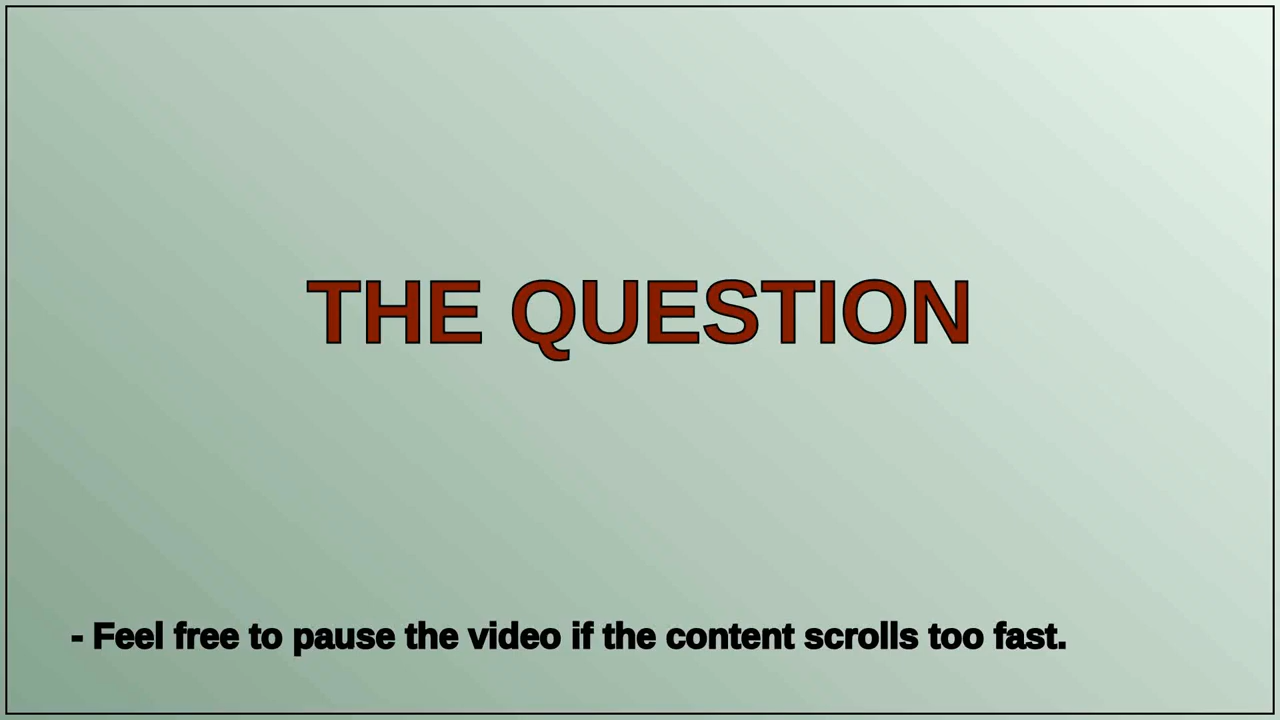 THE QUESTION
- Feel free to pause the video if the content scrolls too fast.